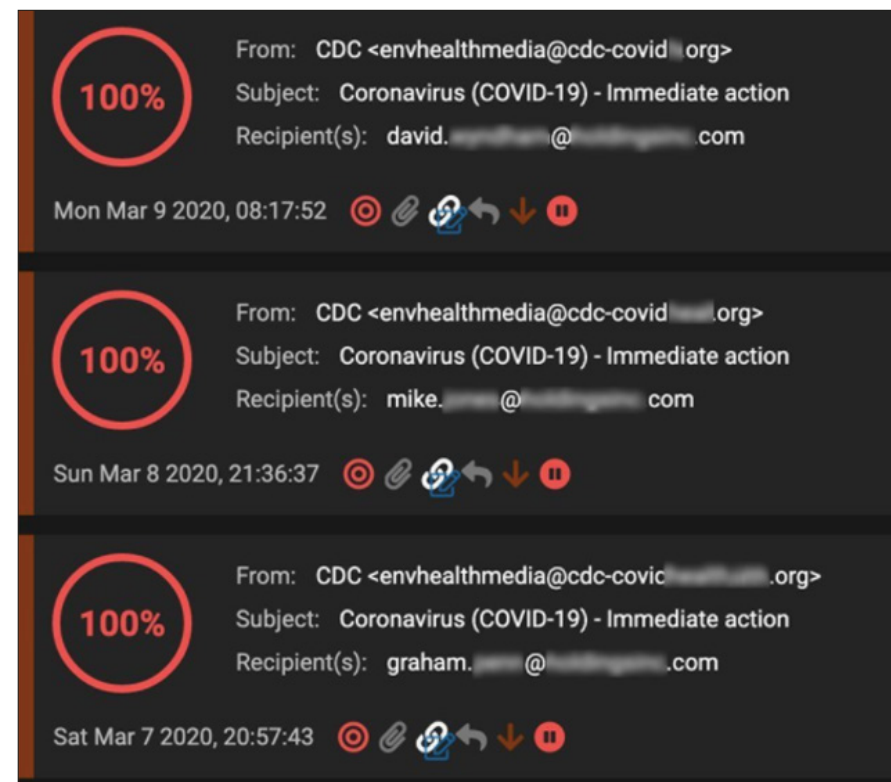 100%
From: CDC <envhealthmedia@cdc-covid .org>
Subject: Coronavirus (COVID-19) - Immediate action
Recipient(s): david. @ .com
Mon Mar 9 2020, 08:17:52
100%
From: CDC <envhealthmedia@cdc-covid .org>
Subject: Coronavirus (COVID-19) - Immediate action
Recipient(s): mike. @ com
Sun Mar 8 2020, 21:36:37
100%
From: CDC <envhealthmedia@cdc-covid .org>
Subject: Coronavirus (COVID-19) - Immediate action
Recipient(s): graham. @ .com
Sat Mar 7 2020, 20:57:43